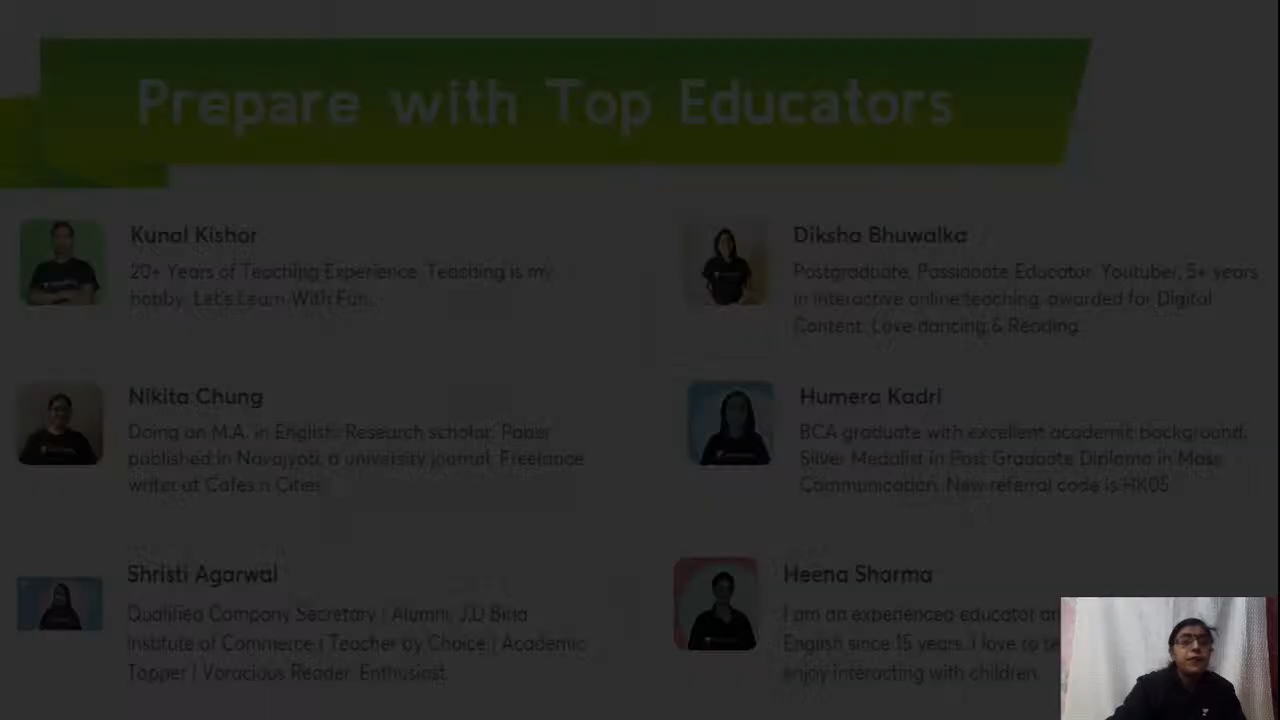 Prepare with Top Educators
Kunal Kishor
20+ Years of Teaching Experience. Teaching is my
hobby. Let's Learn With Fun.
Diksha Bhuwalka
Postgraduate, Passionate Educator, Youtuber, 5+ years
in interactive online teaching, awarded for Digital
Content. Love dancing & Reading
Nikita Chung
Doing an M.A. in English. Research scholar. Paper
published in Navajyoti, a university journal. Freelance
writer at Cafes n Cities
Humera Kadri
BCA graduate with excellent academic background.
Silver Medalist in Post Graduate Diploma in Mass
Communication. New referral code is HK05
Shristi Agarwal
Qualified Company Secretary | Alumni, J.D Birla
Institute of Commerce | Teacher by Choice | Academic
Topper | Voracious Reader. Enthusiast.
Heena Sharma
I am an experienced educator
English since 15 years. I love to
enjoy interacting with children.